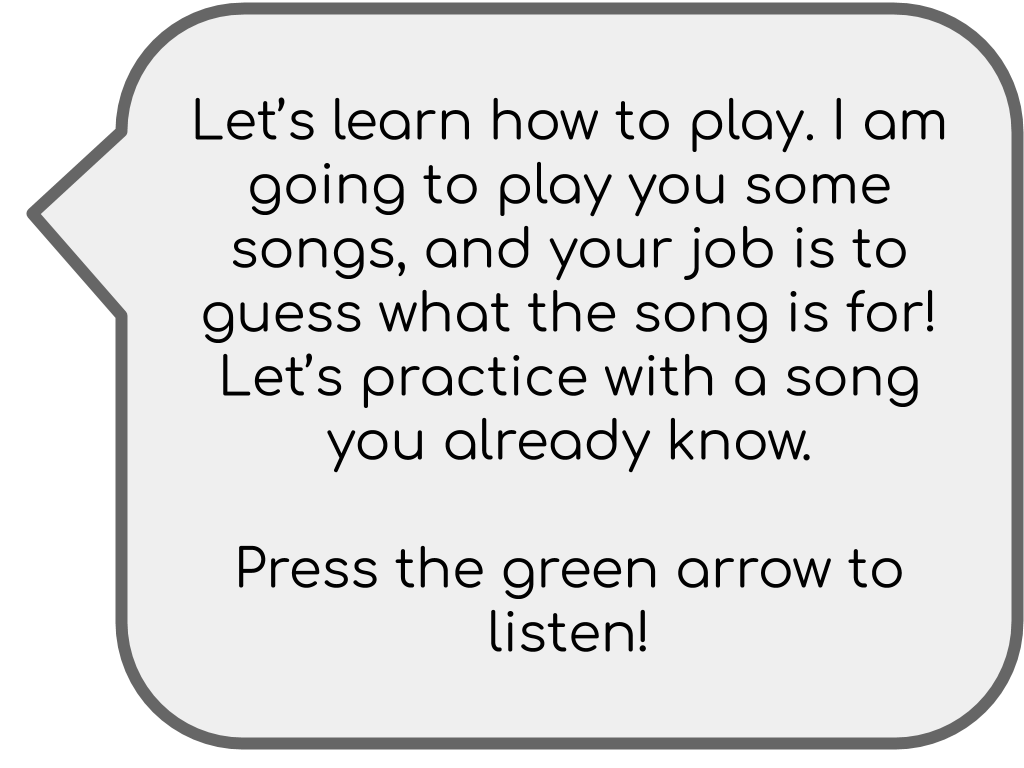 Let’s learn how to play. I am
going to play you some
songs, and your job is to
guess what the song is for!
Let’s practice with a song
you already know.
Press the green arrow to
listen!